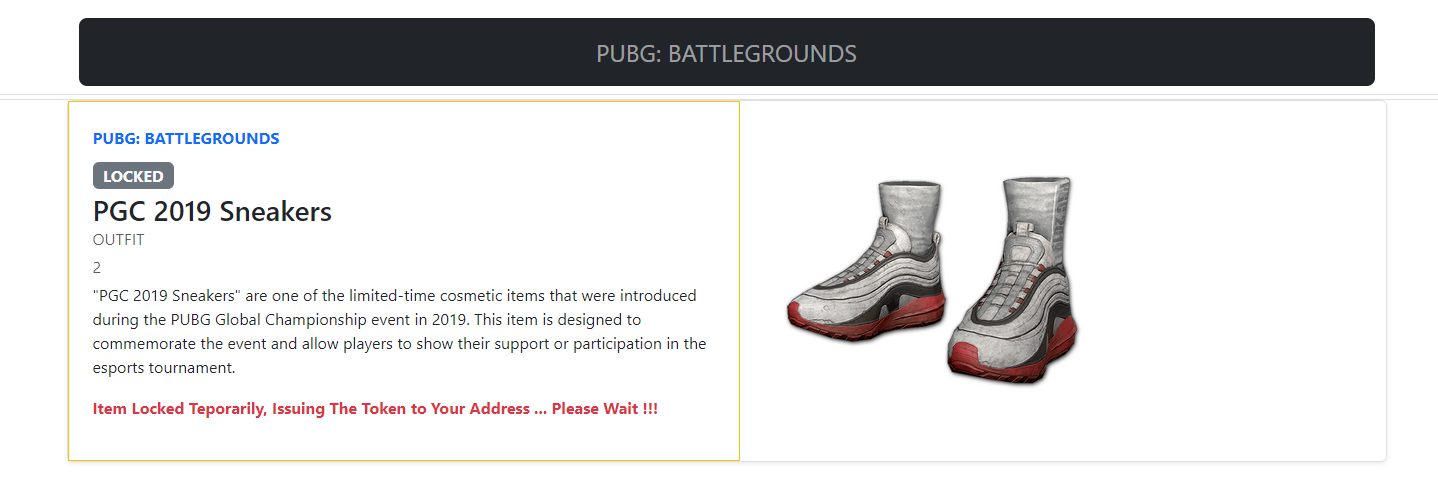 PUBG: BATTLEGROUNDS
PUBG: BATTLEGROUNDS
LOCKED
PGC 2019 Sneakers
OUTFIT
2
"PGC 2019 Sneakers" are one of the limited-time cosmetic items that were introduced
during the PUBG Global Championship event in 2019. This item is designed to
commemorate the event and allow players to show their support or participation in the
esports tournament.
Item Locked Teporarily, Issuing The Token to Your Address ... Please Wait !!!